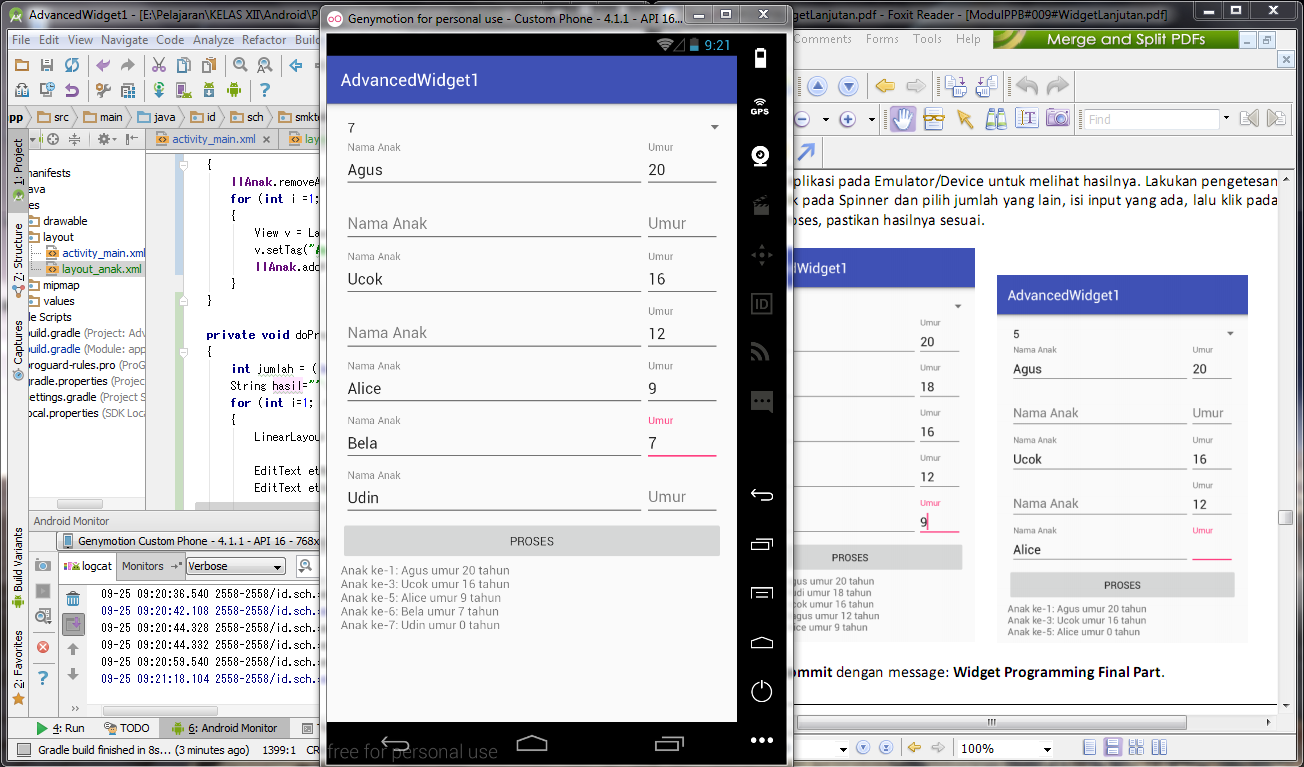 AdvancedWidget1 - [E:\Pelajaran\KELAS XII\Android\P
File Edit View Navigate Code Analyze Refactor Buil
pp src main java id sch smkte
activity_main.xml
1: Project
manifests
java
es
drawable
layout
activity_main.xml
layout_anak.xml
mipmap
values
le Scripts
build.gradle (Project: Adv
build.gradle (Module: app
proguard-rules.pro (ProG
gradle.properties (Project
settings.gradle (Project S
local.properties (SDK Loca
Z: Structure
Captures
Build Variants
2: Favorites
{
llAnak.removeA
for (int i =1;
{
View v = La
v.setTag("A
llAnak.add
}
}
private void doPr
{
int jumlah = (
String hasil=""
for (int i=1;
{
LinearLayou
EditText et
EditText et
Android Monitor
Genymotion Custom Phone - 4.1.1 - API 16 - 768x
logcat Monitors Verbose
09-25 09:20:36.540 2558-2558/id.sch.s
09-25 09:20:42.108 2558-2558/id.sch.s
09-25 09:20:44.328 2558-2558/id.sch.s
09-25 09:20:44.332 2558-2558/id.sch.s
09-25 09:20:59.540 2558-2558/id.sch.s
09-25 09:21:18.104 2558-2558/id.sch.s
4: Run TODO 6: Android Monitor
Gradle build finished in 8s... (3 minutes ago) 1399:1 CR
Genymotion for personal use - Custom Phone - 4.1.1 - API 16...
9:21
AdvancedWidget1
7
Nama Anak Umur
Agus 20
Nama Anak Umur
Nama Anak Umur
Ucok 16
Umur
Nama Anak 12
Nama Anak Umur
Alice 9
Nama Anak Umur
Bela 7
Nama Anak
Udin Umur
PROSES
Anak ke-1: Agus umur 20 tahun
Anak ke-3: Ucok umur 16 tahun
Anak ke-5: Alice umur 9 tahun
Anak ke-6: Bela umur 7 tahun
Anak ke-7: Udin umur 0 tahun
free for personal use
GPS
ID
getLanjutan.pdf - Foxit Reader - [ModulPPB#009#WidgetLanjutan.pdf]
Comments Forms Tools Help Merge and Split PDFs
Find
plikasi pada Emulator/Device untuk melihat hasilnya. Lakukan pengetesan
k pada Spinner dan pilih jumlah yang lain, isi input yang ada, lalu klik pada
oses, pastikan hasilnya sesuai.
dWidget1
Umur
20
Umur
18
Umur
16
Umur
12
Umur
9
PROSES
gus umur 20 tahun
udi umur 18 tahun
cok umur 16 tahun
agus umur 12 tahun
lice umur 9 tahun
AdvancedWidget1
5
Nama Anak Umur
Agus 20
Nama Anak Umur
Nama Anak Umur
Ucok 16
Umur
Nama Anak 12
Nama Anak Umur
Alice
PROSES
Anak ke-1: Agus umur 20 tahun
Anak ke-3: Ucok umur 16 tahun
Anak ke-5: Alice umur 0 tahun
ommit dengan message: Widget Programming Final Part.
100%